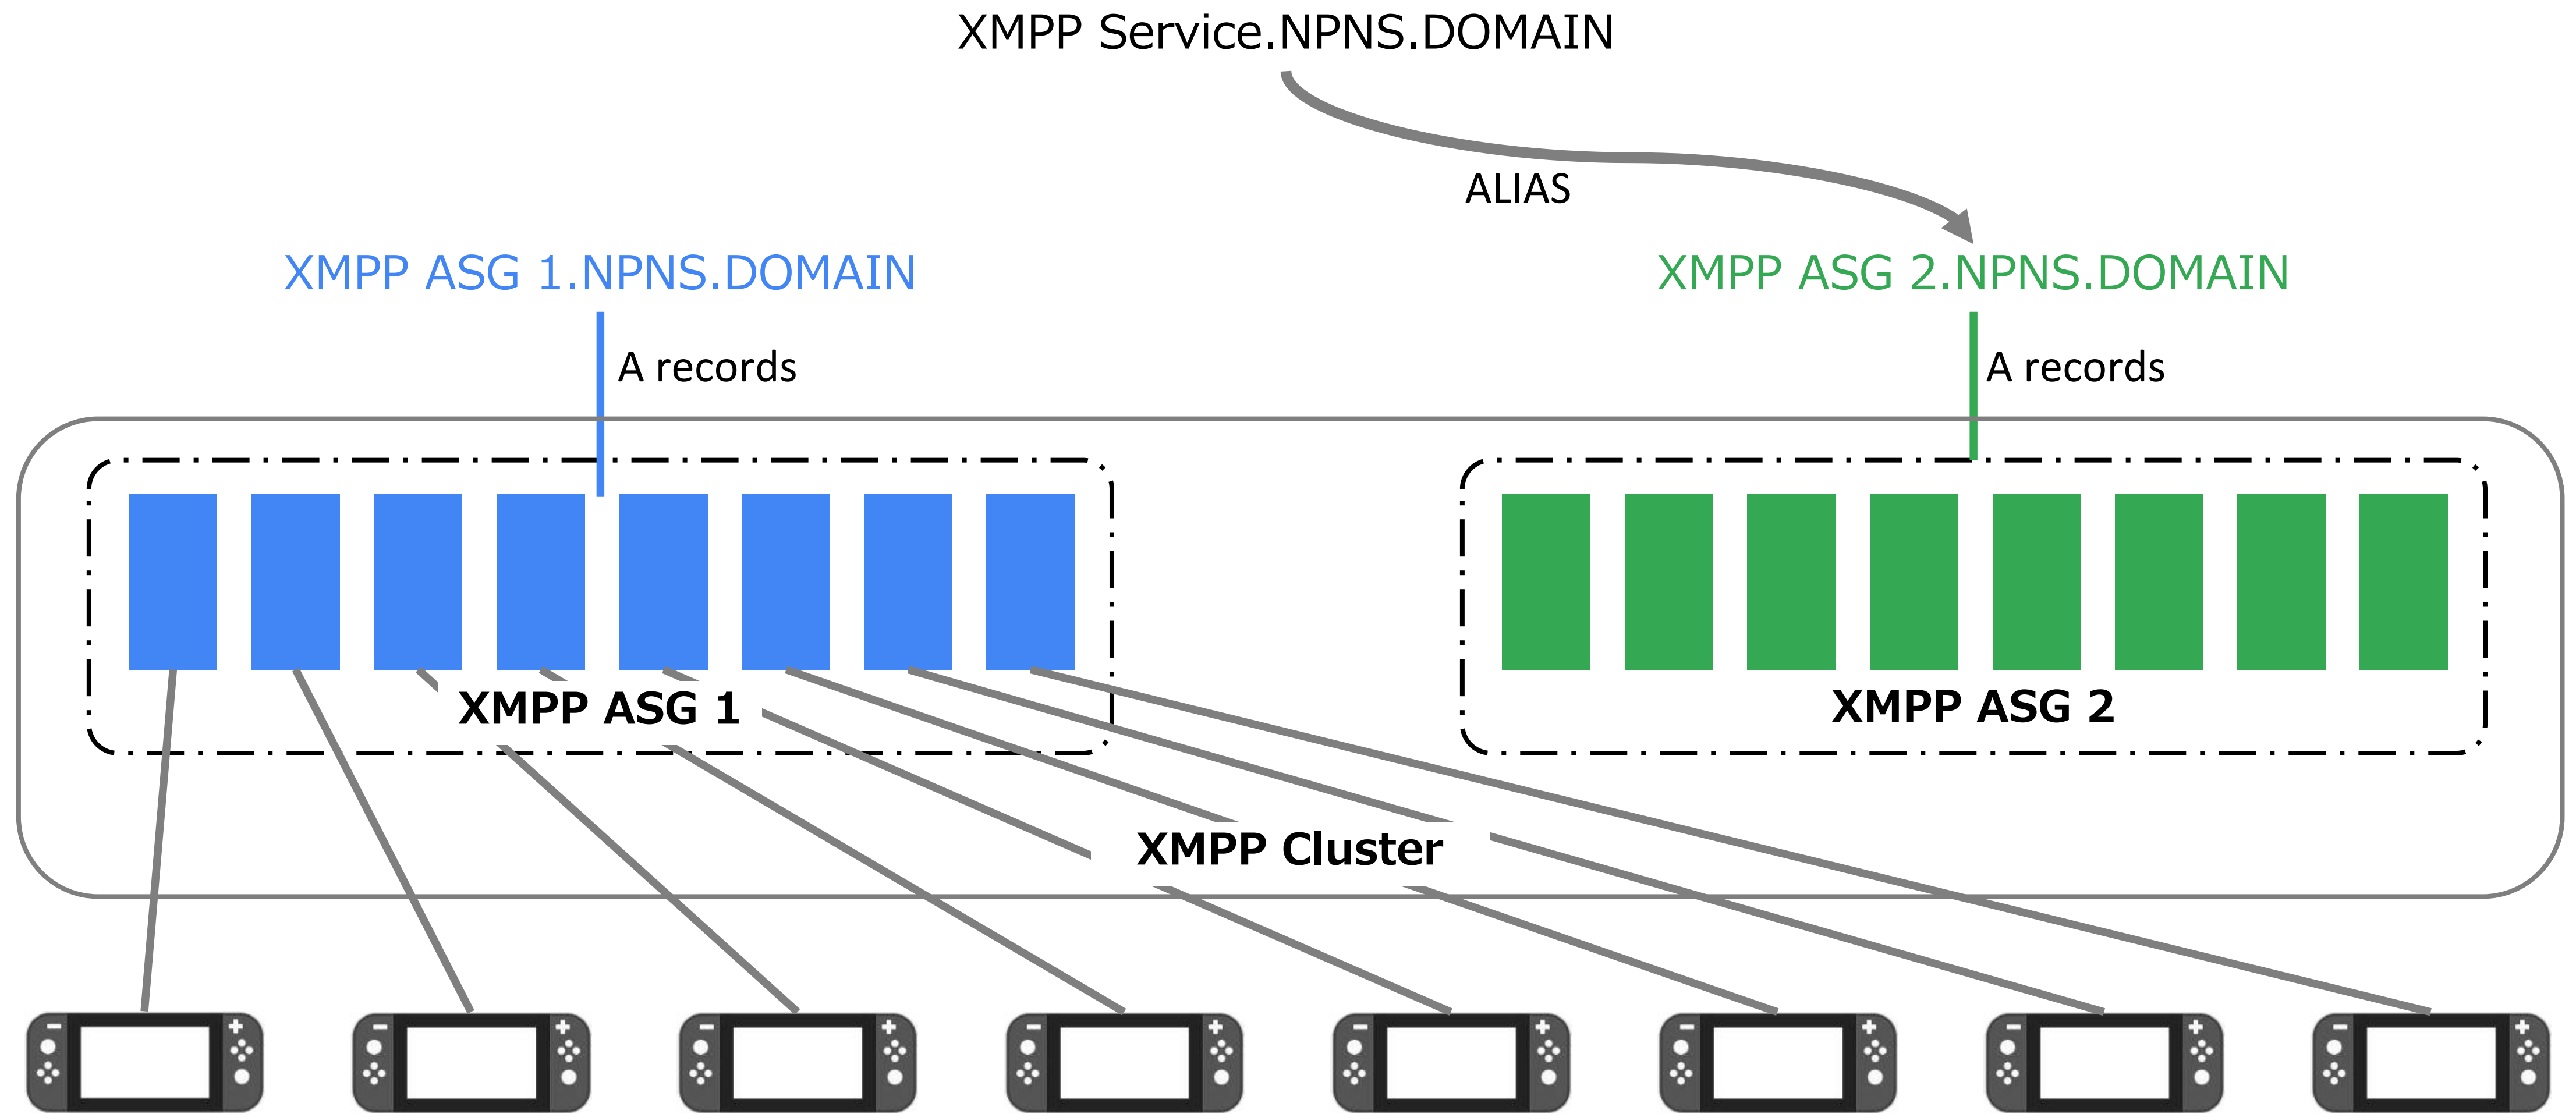 XMPP Service.NPNS.DOMAIN
ALIAS
XMPP ASG 1.NPNS.DOMAIN
XMPP ASG 2.NPNS.DOMAIN
A records
A records
XMPP ASG 1
XMPP ASG 2
XMPP Cluster